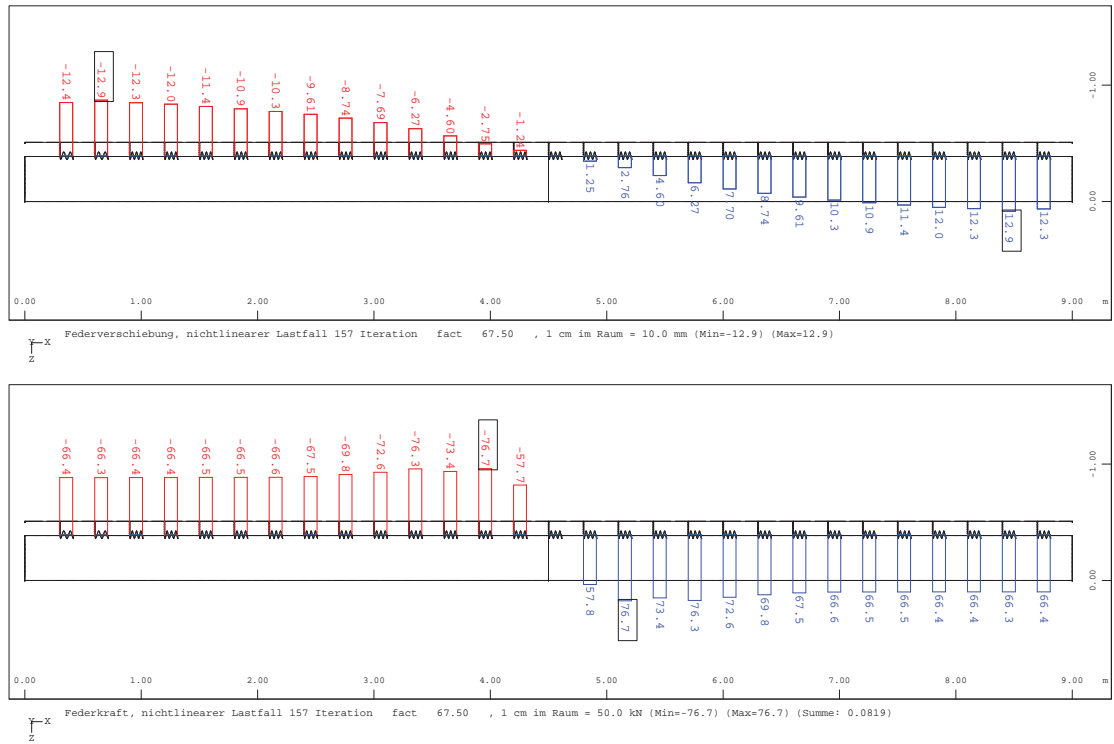 -12.4 -12.9 -12.3 -12.0 -11.4 -10.9 -10.3 -9.61 -8.74 -7.69 -6.27 -4.60 -2.75 -1.24
-1.00
1.25 2.76 4.60 6.27 7.70 8.74 9.61 10.3 10.9 11.4 12.0 12.3 12.9 12.3
0.00
0.00 1.00 2.00 3.00 4.00 5.00 6.00 7.00 8.00 m 9.00
Federverschiebung, nichtlinearer Lastfall 157 Iteration fact 67.50 , 1 cm im Raum = 10.0 mm (Min=-12.9) (Max=12.9)
Y X
Z
-66.4 -66.3 -66.4 -66.5 -66.5 -66.5 -66.6 -67.5 -69.8 -72.6 -76.3 -73.4 -76.7 -57.7
-1.00
57.8 76.7 73.4 76.3 72.6 69.8 67.5 66.6 66.5 66.5 66.4 66.4 66.3 66.4
0.00
0.00 1.00 2.00 3.00 4.00 5.00 6.00 7.00 8.00 m 9.00
Federkraft, nichtlinearer Lastfall 157 Iteration fact 67.50 , 1 cm im Raum = 50.0 kN (Min=-76.7) (Max=76.7) (Summe: 0.0819)
Y X
Z